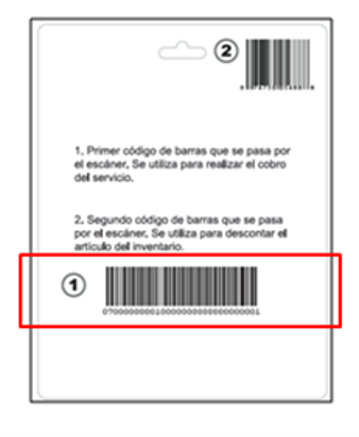 2
1. Primer código de barras que se pasa por
el escáner, Se utiliza para realizar el cobro
del servicio.
2. Segundo código de barras que se pasa
por el escáner, Se utiliza para descontar el
artículo del inventario.
1